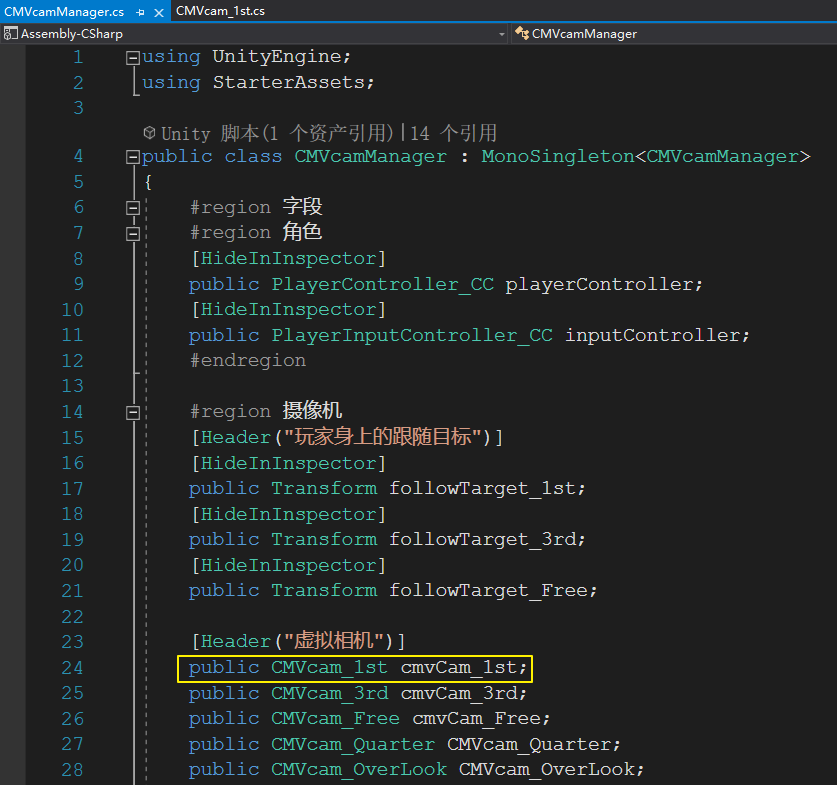 CMVcamManager.cs CMVcam_1st.cs
Assembly-CSharp CMVcamManager
1 using UnityEngine;
2 using StarterAssets;
3
Unity 脚本(1 个资产引用)|14 个引用
4 public class CMVcamManager : MonoSingleton<CMVcamManager>
5 {
6 #region 字段
7 #region 角色
8 [HideInInspector]
9 public PlayerController_CC playerController;
10 [HideInInspector]
11 public PlayerInputController_CC inputController;
12 #endregion
13
14 #region 摄像机
15 [Header("玩家身上的跟随目标")]
16 [HideInInspector]
17 public Transform followTarget_1st;
18 [HideInInspector]
19 public Transform followTarget_3rd;
20 [HideInInspector]
21 public Transform followTarget_Free;
22
23 [Header("虚拟相机")]
24 public CMVcam_1st cmvCam_1st;
25 public CMVcam_3rd cmvCam_3rd;
26 public CMVcam_Free cmvCam_Free;
27 public CMVcam_Quarter CMVcam_Quarter;
28 public CMVcam_OverLook CMVcam_OverLook;